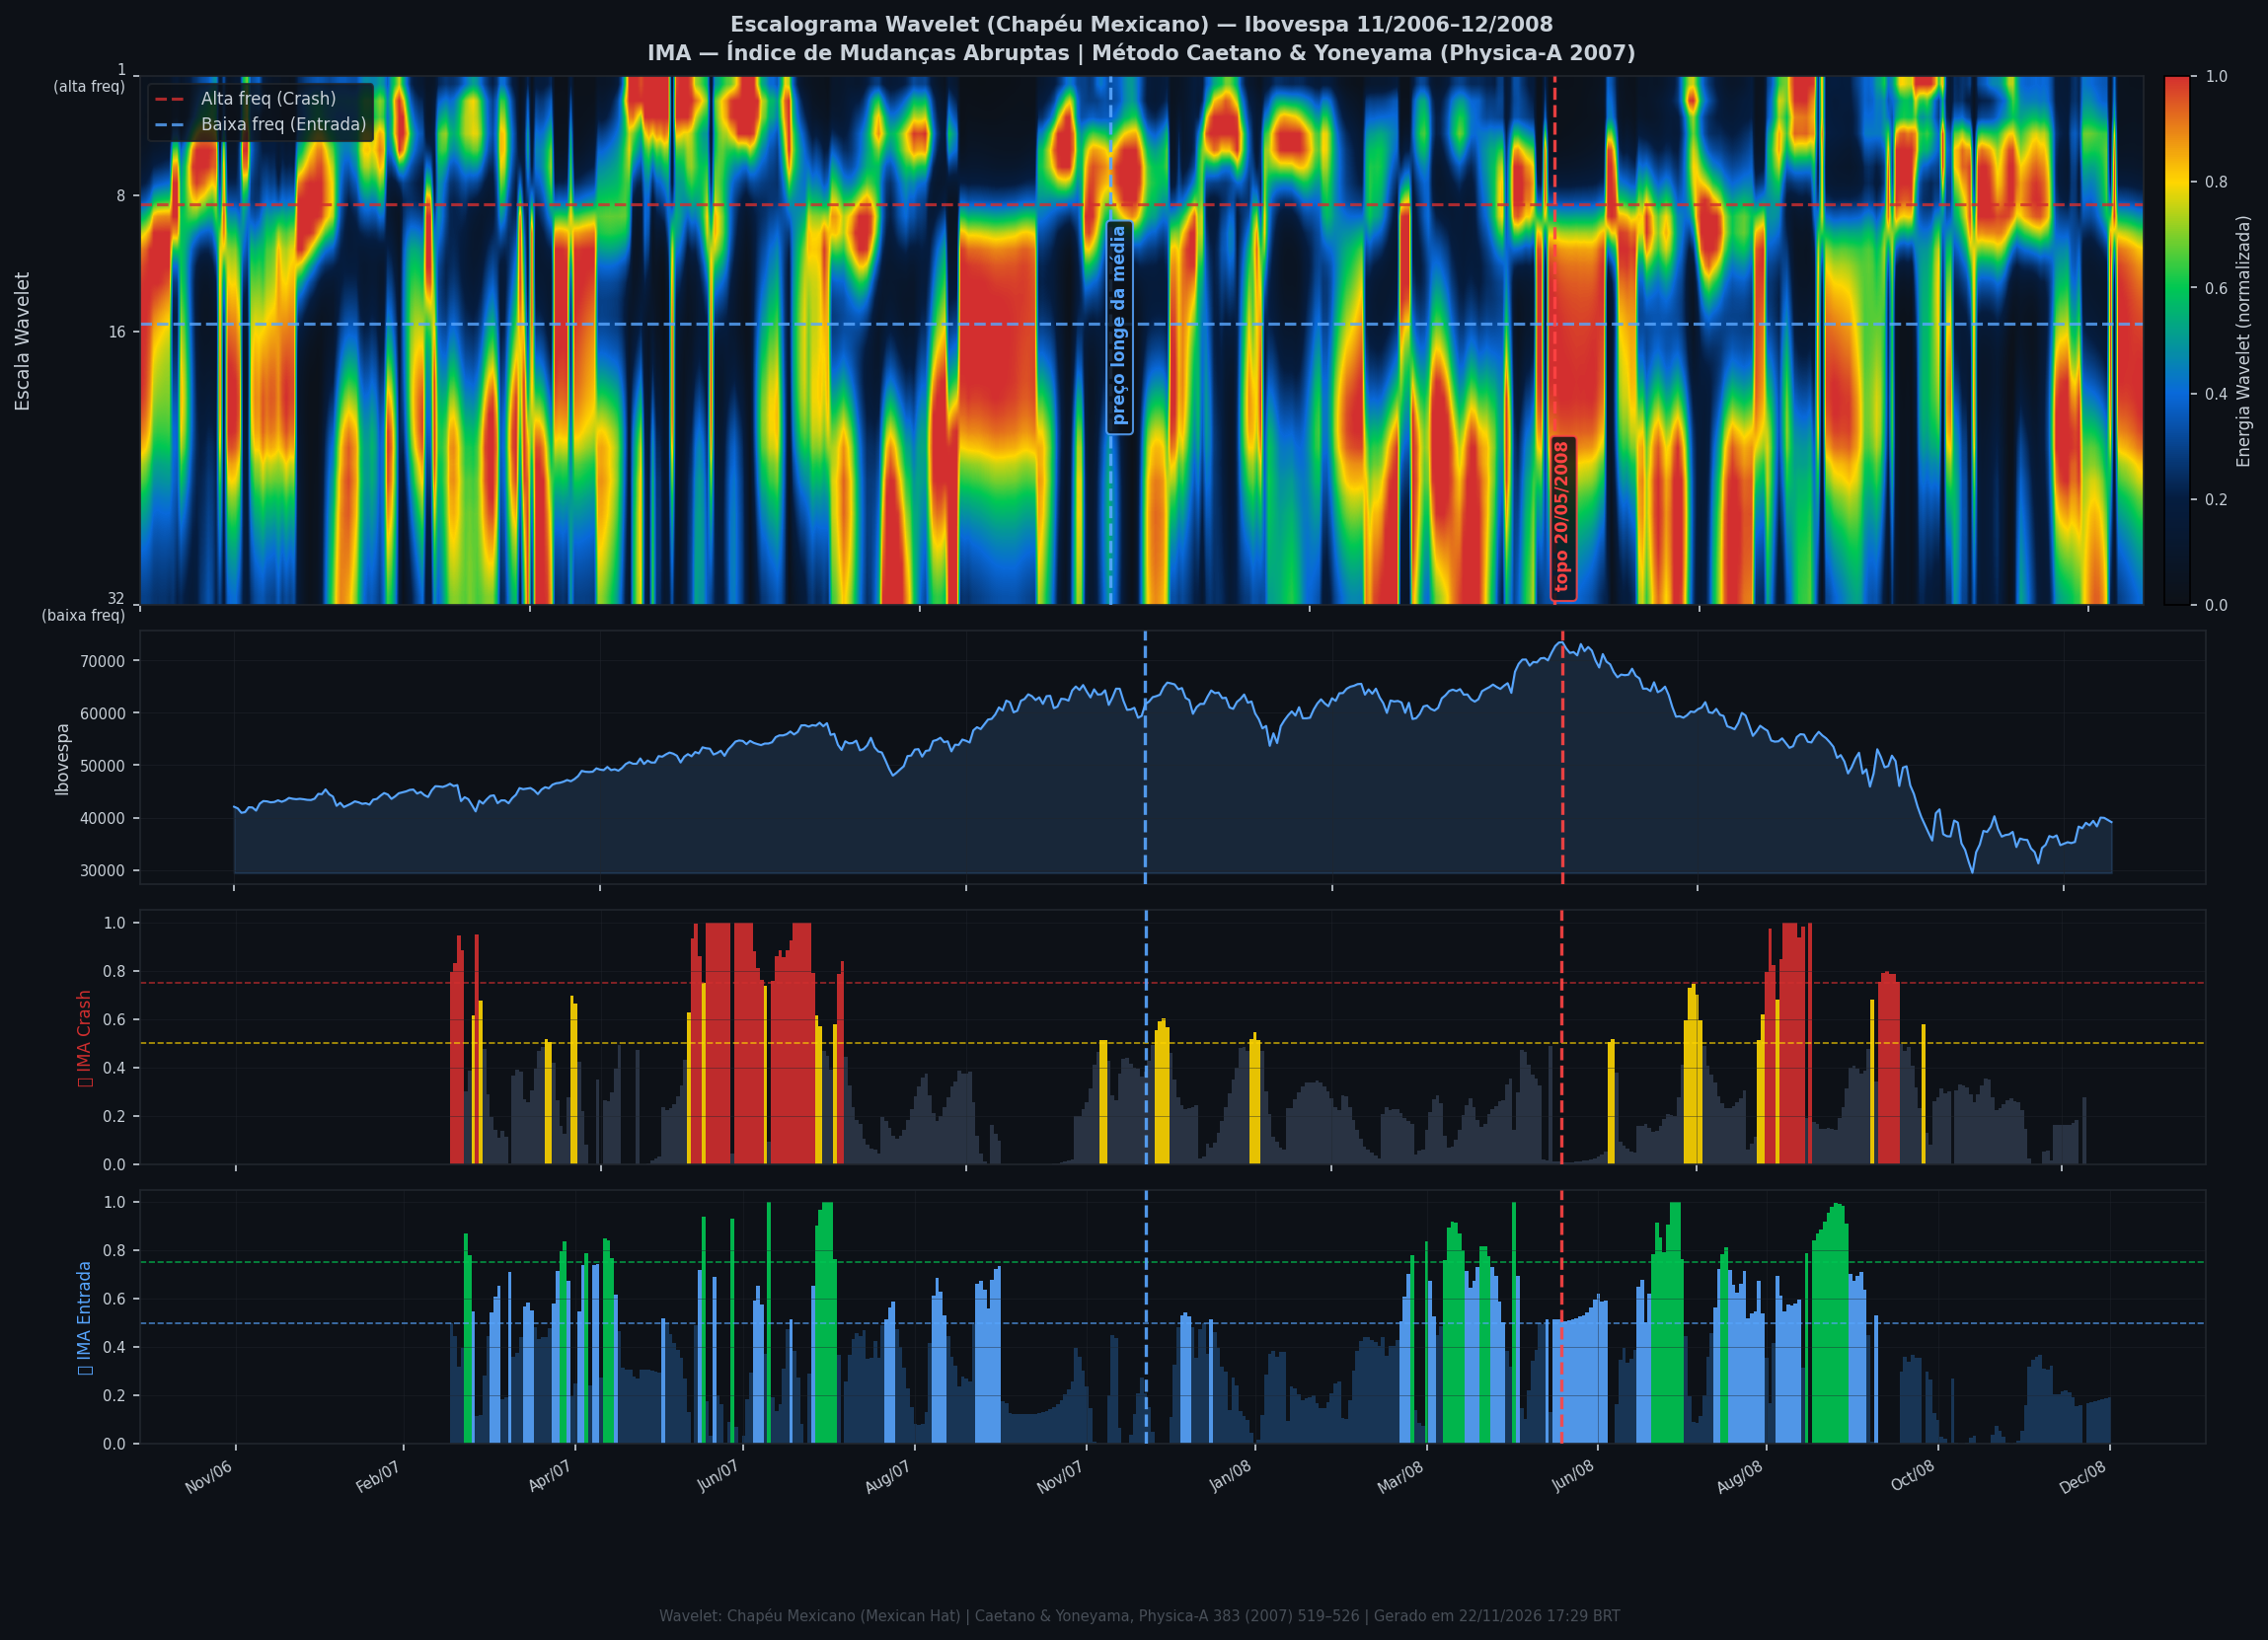 Escalograma Wavelet (Chapéu Mexicano) — Ibovespa 11/2006–12/2008
IMA — Índice de Mudanças Abruptas | Método Caetano & Yoneyama (Physica-A 2007)
1
(alta freq)
8
16
32
(baixa freq)
Escala Wavelet
Alta freq (Crash)
Baixa freq (Entrada)
preço longe da média
topo 20/05/2008
1.0
0.8
0.6
0.4
0.2
0.0
Energia Wavelet (normalizada)
70000
60000
50000
40000
30000
Ibovespa
1.0
0.8
0.6
0.4
0.2
0.0
IMA Crash
1.0
0.8
0.6
0.4
0.2
0.0
IMA Entrada
Nov/06
Feb/07
Apr/07
Jun/07
Aug/07
Nov/07
Jan/08
Mar/08
Jun/08
Aug/08
Oct/08
Dec/08
Wavelet: Chapéu Mexicano (Mexican Hat) | Caetano & Yoneyama, Physica-A 383 (2007) 519–526 | Gerado em 22/11/2026 17:29 BRT